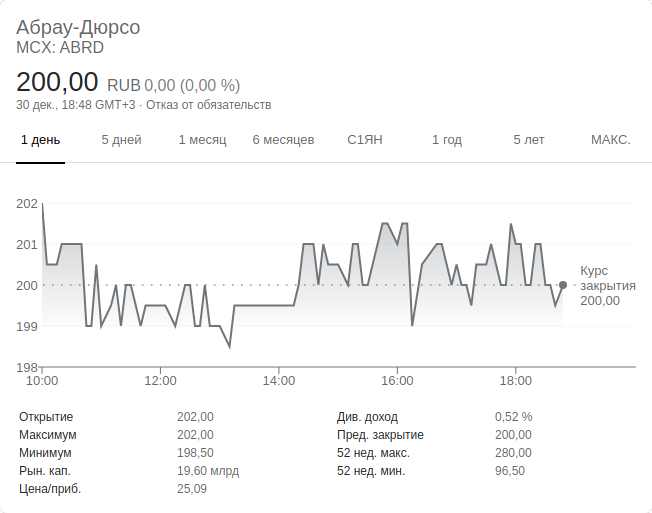 Абрау-Дюрсо
MCX: ABRD
200,00 RUB 0,00 (0,00 %)
30 дек., 18:48 GMT+3 · Отказ от обязательств
1 день 5 дней 1 месяц 6 месяцев С1ЯН 1 год 5 лет МАКС.
202
201
200
199
198
Курс
закрытия
200,00
10:00 12:00 14:00 16:00 18:00
Открытие 202,00 Див. доход 0,52 %
Максимум 202,00 Пред. закрытие 200,00
Минимум 198,50 52 нед. макс. 280,00
Рын. кап. 19,60 млрд 52 нед. мин. 96,50
Цена/приб. 25,09